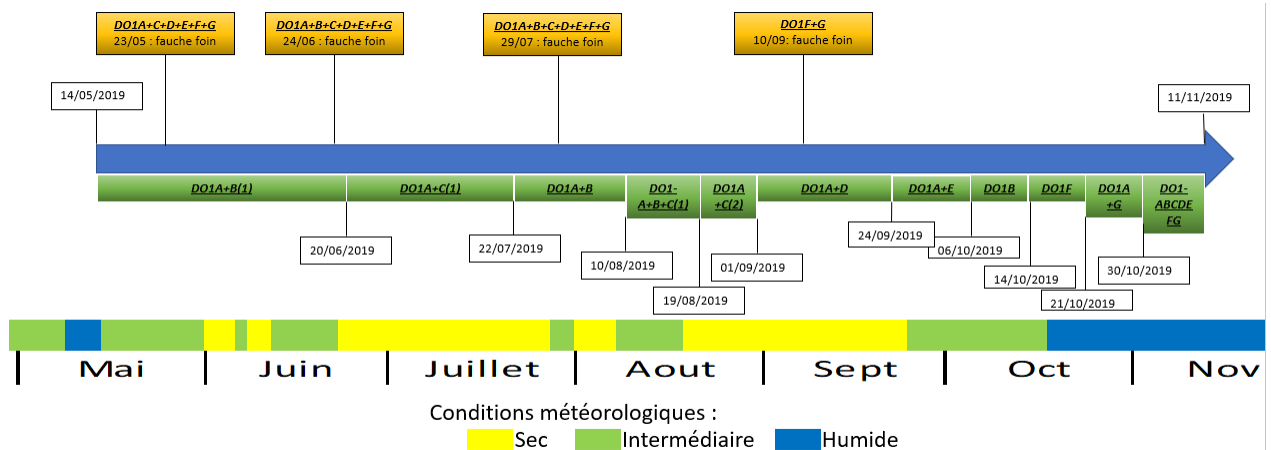 DO1A+C+D+E+F+G
23/05 : fauche foin
DO1A+B+C+D+E+F+G
24/06 : fauche foin
DO1A+B+C+D+E+F+G
29/07 : fauche foin
DO1F+G
10/09: fauche foin
14/05/2019
11/11/2019
DO1A+B(1)
DO1A+C(1)
DO1A+B
DO1-
A+B+C(1)
DO1A
+C(2)
DO1A+D
DO1A+E
DO1B
DO1F
DO1A
+G
DO1-
ABCDE
FG
20/06/2019
22/07/2019
10/08/2019
19/08/2019
01/09/2019
24/09/2019
06/10/2019
14/10/2019
21/10/2019
30/10/2019
Mai Juin Juillet Aout Sept Oct Nov
Conditions météorologiques :
Sec Intermédiaire Humide